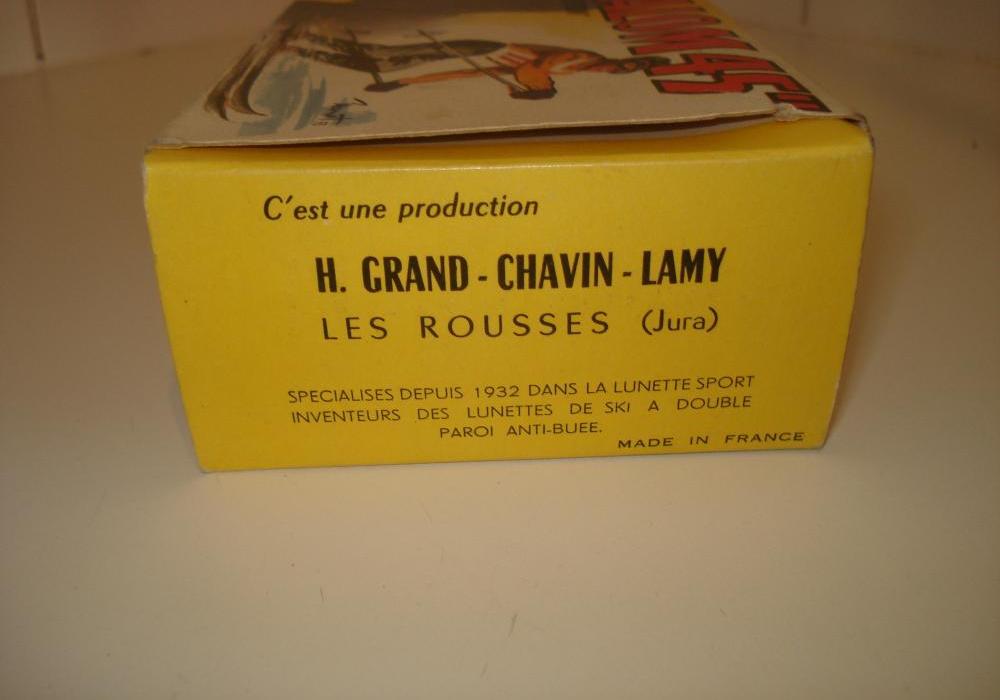 C'est une production
H. GRAND - CHAVIN - LAMY
LES ROUSSES (Jura)
SPECIALISES DEPUIS 1932 DANS LA LUNETTE SPORT
INVENTEURS DES LUNETTES DE SKI A DOUBLE
PAROI ANTI-BUEE.
MADE IN FRANCE